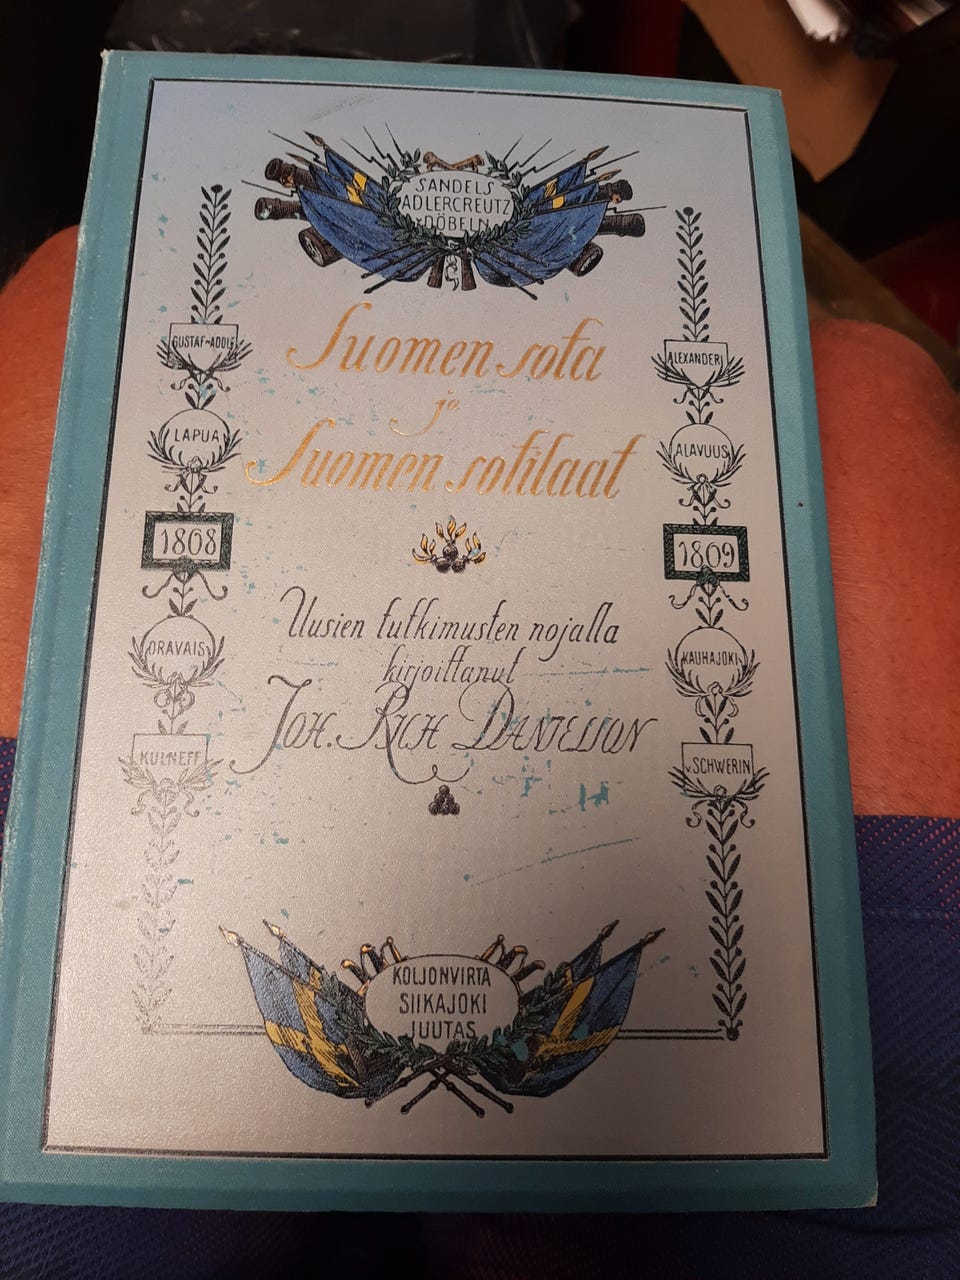 SANDELS
ADLERCREUTZ
v DÖBELN
Suomen sota
ja
Suomen sotilaat
GUSTAF-ADOLF
LAPUA
1808
ORAVAIS
KULNEFF
ALEXANDERI
ALAVUUS
1809
KAUHAJOKI
v. SCHWERIN
Uusien tutkimusten nojalla
kirjoittanut
JOH. RICH DANIELSON
KOLJONVIRTA
SIIKAJOKI
JUUTAS